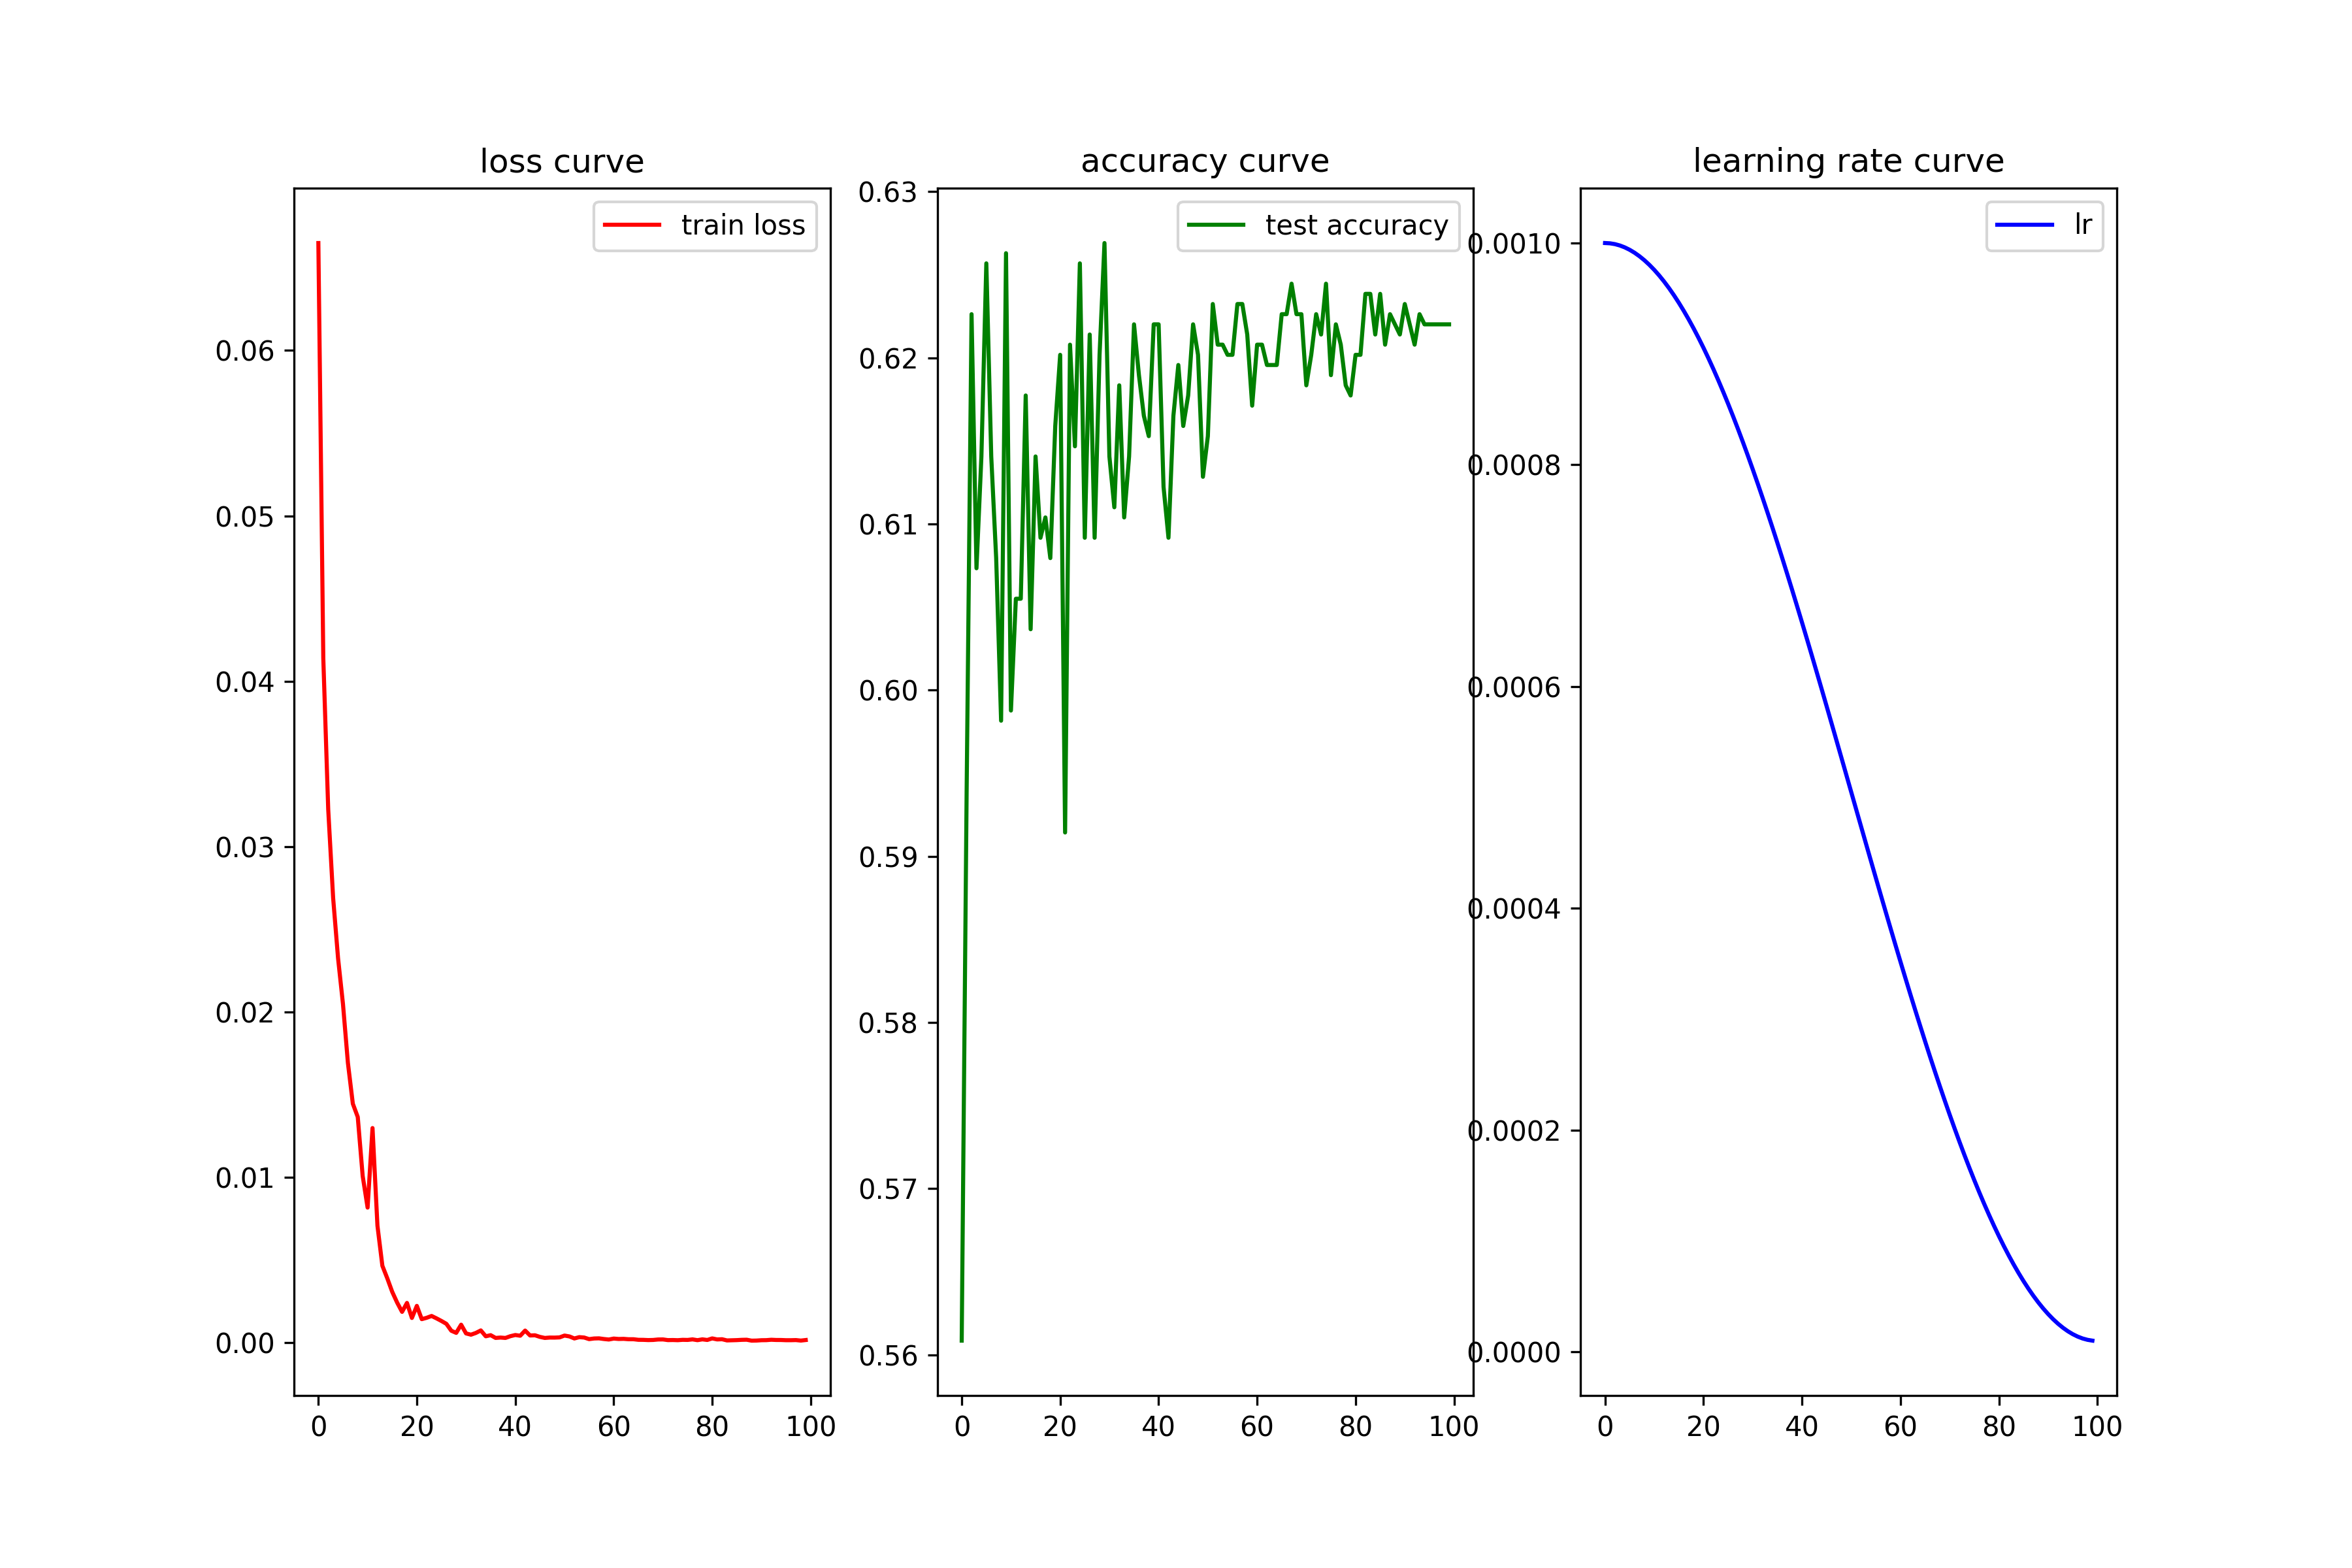 loss curve
train loss
0.06
0.05
0.04
0.03
0.02
0.01
0.00
0 20 40 60 80 100
accuracy curve
test accuracy
0.63
0.62
0.61
0.60
0.59
0.58
0.57
0.56
0 20 40 60 80 100
learning rate curve
lr
0.0010
0.0008
0.0006
0.0004
0.0002
0.0000
0 20 40 60 80 100